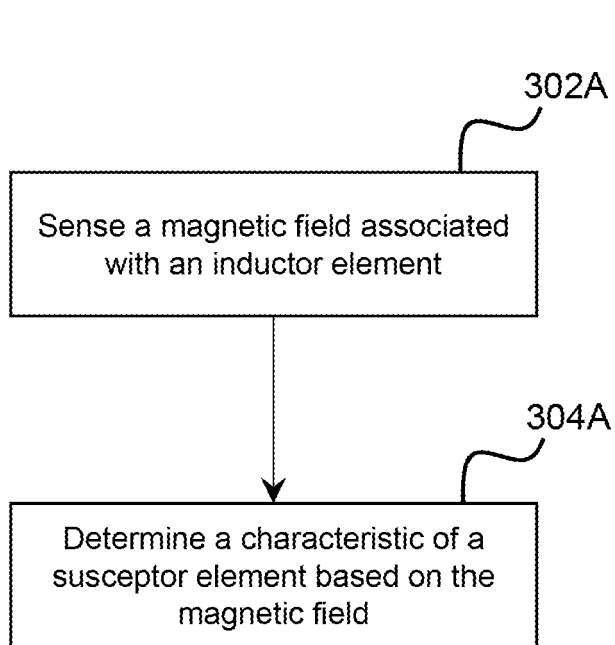 302A
Sense a magnetic field associated
with an inductor element
304A
Determine a characteristic of a
susceptor element based on the
magnetic field